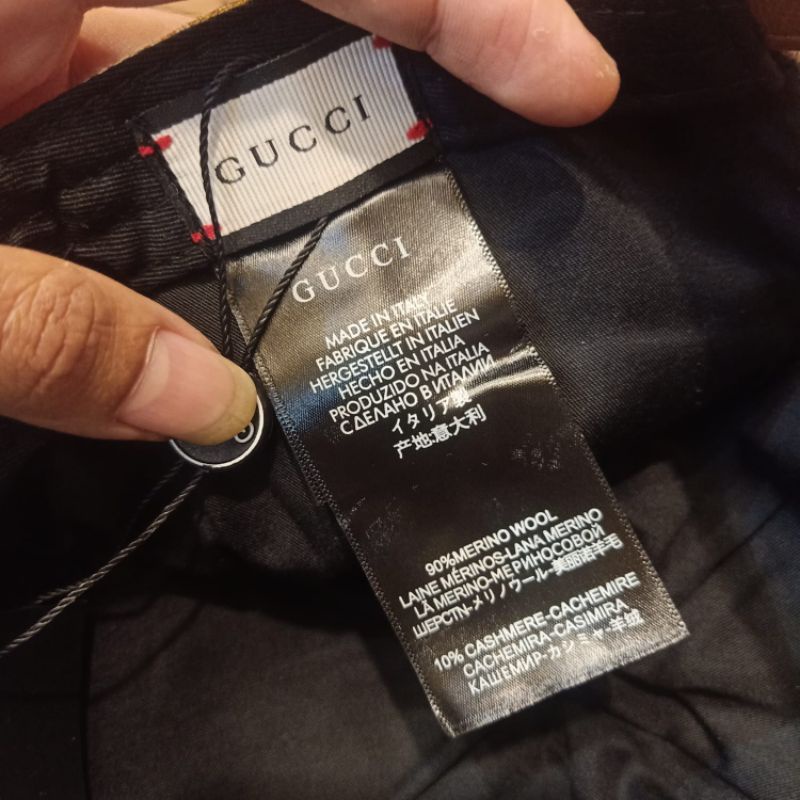 GUCCI
GUCCI
MADE IN ITALY
FABRIQUE EN ITALIE
HERGESTELLT IN ITALIEN
HECHO EN ITALIA
PRODUZIDO NA ITALIA
СДЕЛАНО В ИТАЛИИ
イタリア製
产地:意大利
90%MERINO WOOL
LAINE MÉRINOS-LANA MERINO
LÃ MERINO-МЕРИНОСОВОЙ
ШЕРСТИ-メリノウール-美丽诺羊毛
10% CASHMERE-CACHEMIRE
CACHEMIRA-CASIMIRA
КАШЕМИР-カシミヤ-羊绒